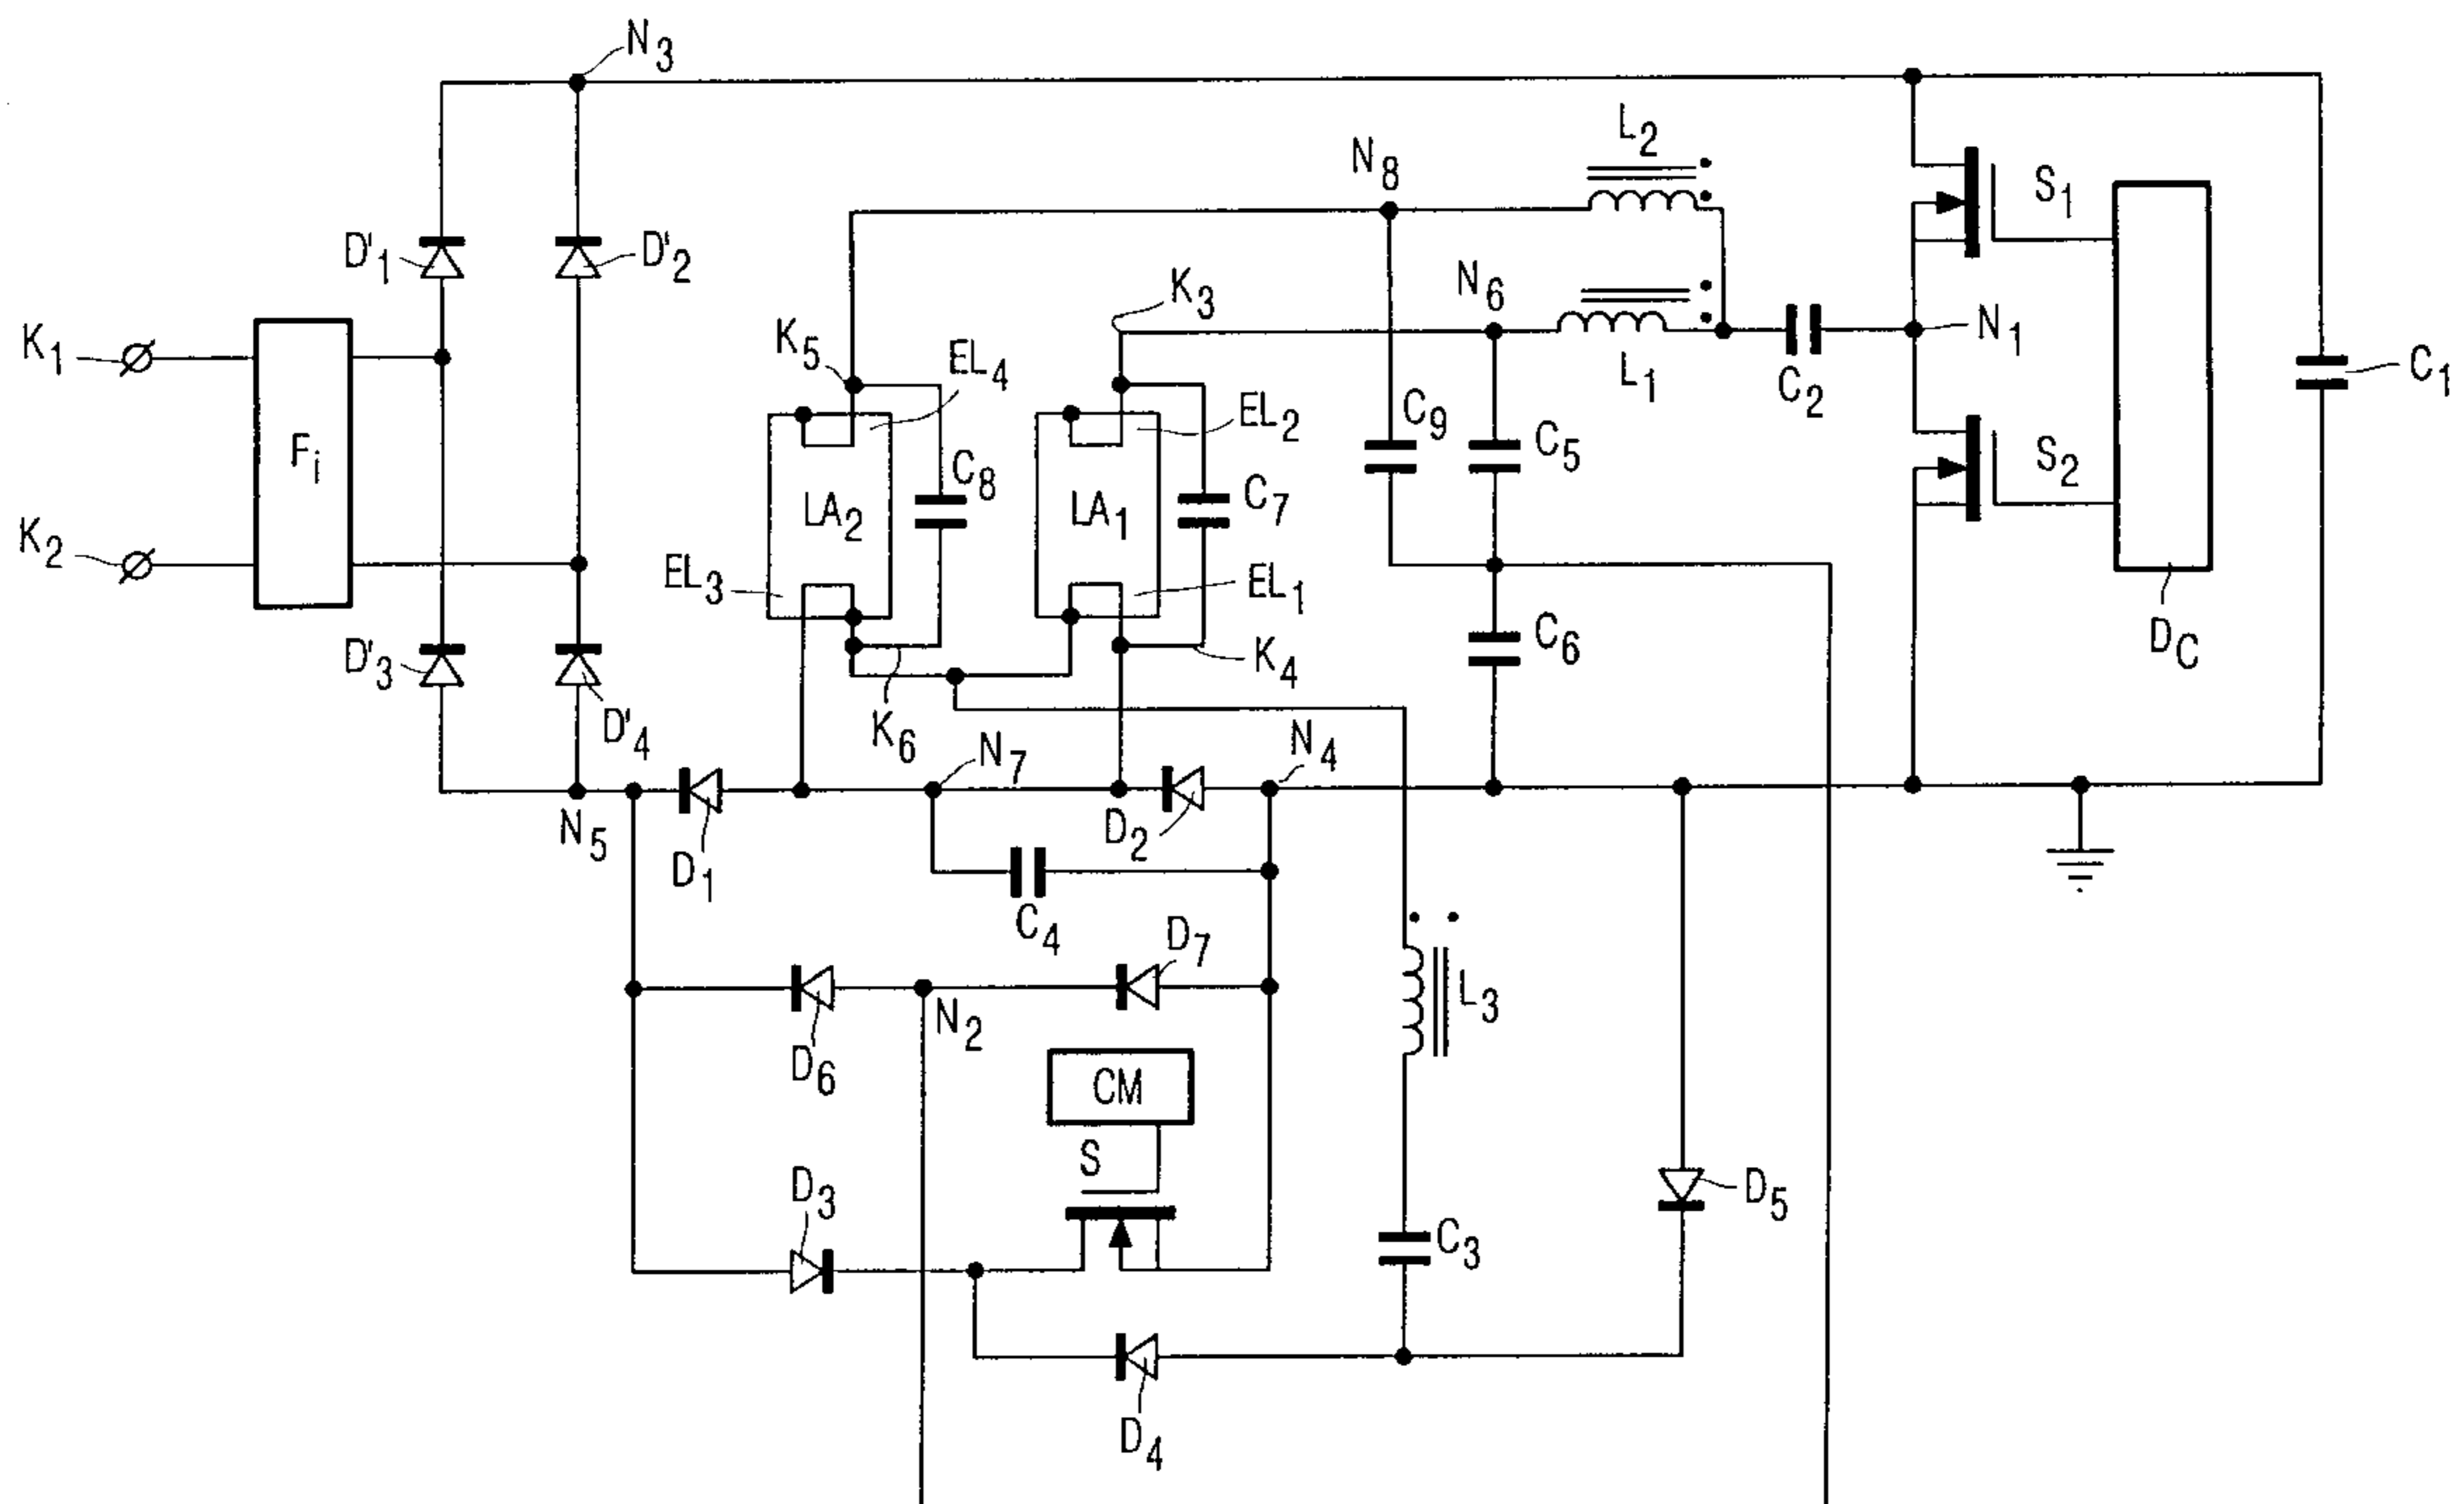 N3
L2
N8
S1
D'1
D'2
K3
N6
K1
K5
EL4
N1
C1
L1
C2
Fi
C9
EL2
C5
C8
S2
K2
LA2
LA1
C7
EL3
EL1
C6
D'3
K4
DC
D'4
K6
N7
N4
N5
D1
D2
C4
D7
L3
N2
D6
CM
S
D3
D5
C3
D4